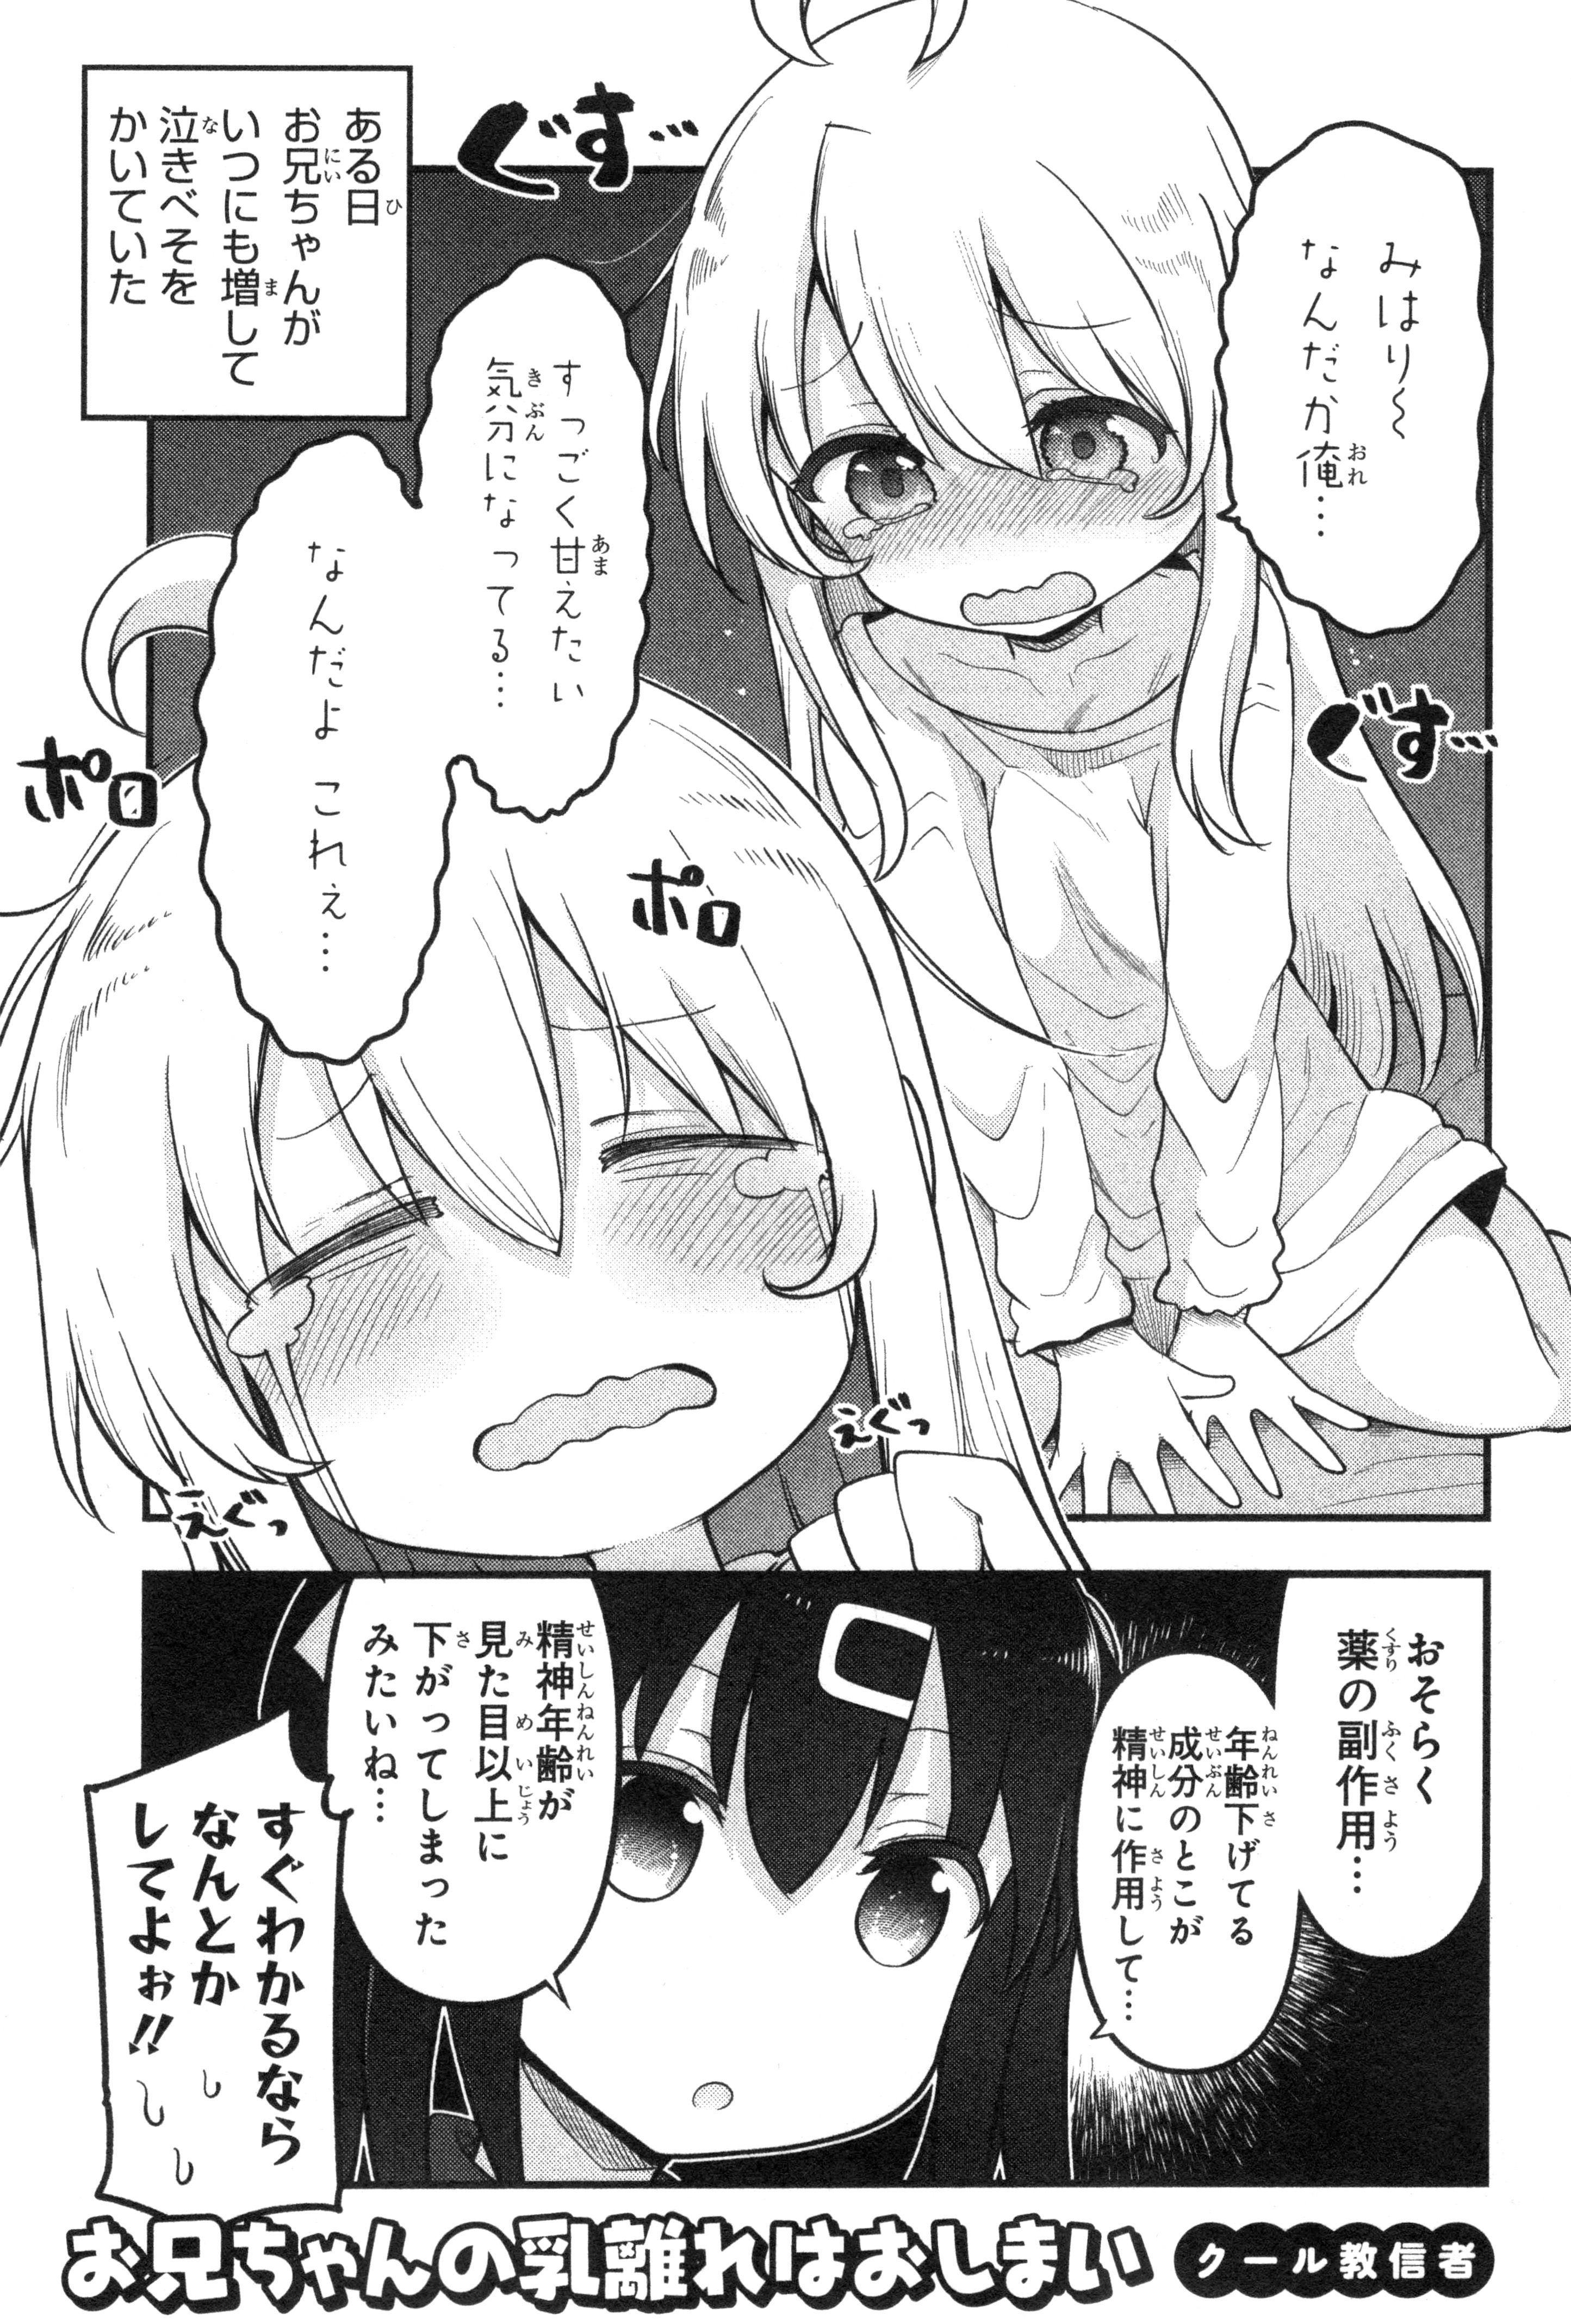 ある日
お兄ちゃんが
いつにも増して
泣きべそを
かいていた
ぐす…
みはり〜
なんだか俺…
すっごく甘えたい
気分になってる…
なんだよ これぇ…
ぐす…
ポロ
ポロ
えぐっ
えぐっ
おそらく
薬の副作用…
年齢下げてる
成分のとこが
精神に作用して…
精神年齢が
見た目以上に
下がってしまった
みたいね…
すぐわかるなら
なんとか
してよぉ!!
お兄ちゃんの乳離れはおしまい
クール教信者